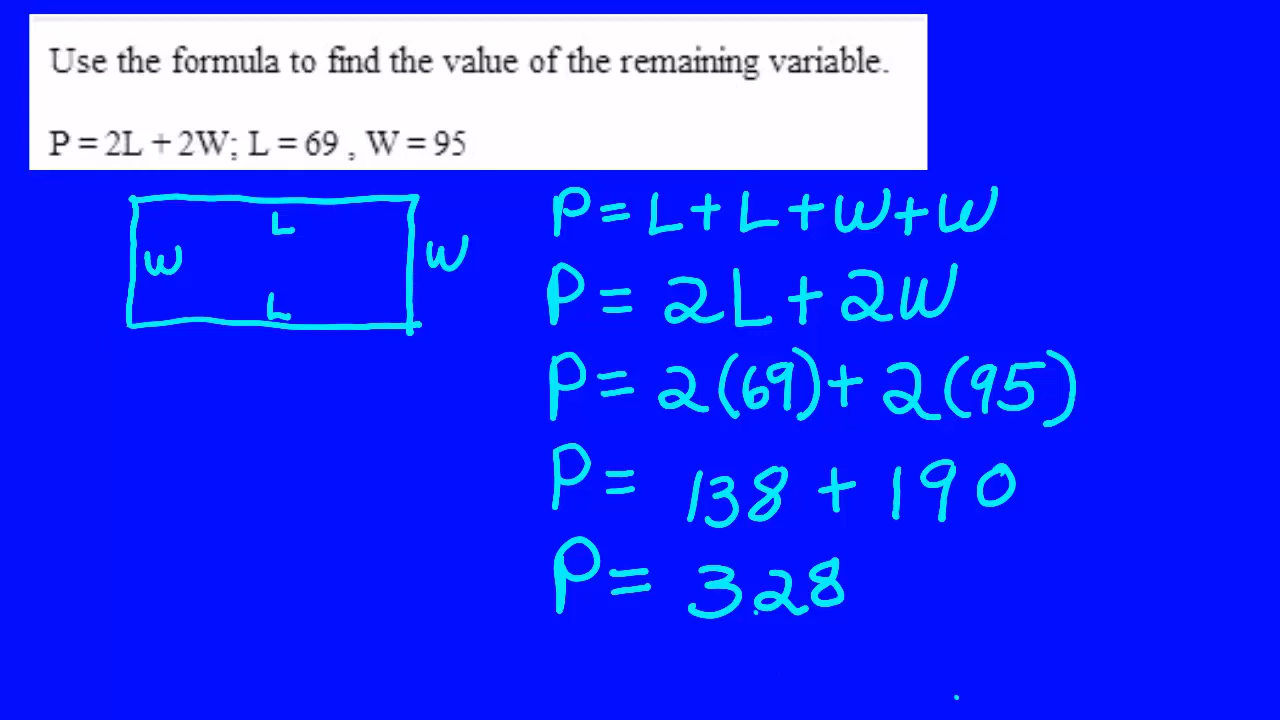 Use the formula to find the value of the remaining variable.
P = 2L + 2W; L = 69 , W = 95
L
W
W
L
P = L + L + W + W
P = 2L + 2W
P = 2(69) + 2(95)
P = 138 + 190
P = 328